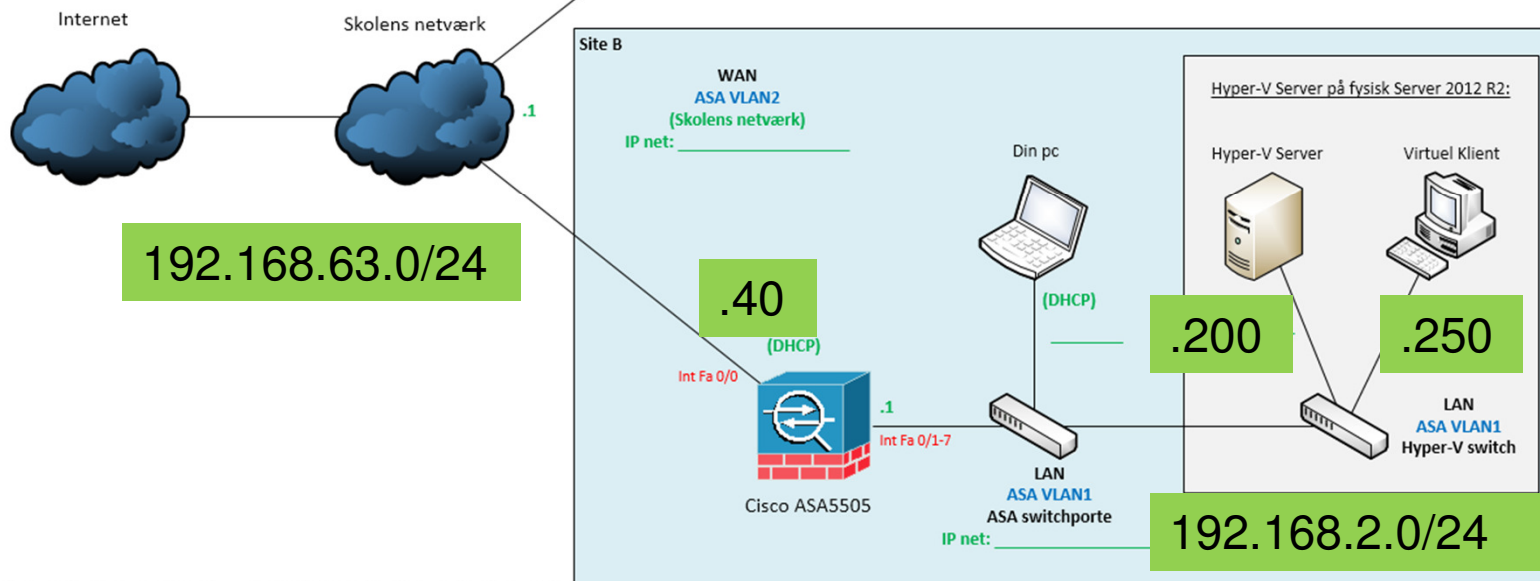 Internet
Skolens netværk
.1
192.168.63.0/24
Site B
WAN
ASA VLAN2
(Skolens netværk)
IP net: ____________________
Din pc
(DHCP)
_________
.40
(DHCP)
Int Fa 0/0
.1
Int Fa 0/1-7
Cisco ASA5505
LAN
ASA VLAN1
ASA switchporte
IP net: ____________________
192.168.2.0/24
Hyper-V Server på fysisk Server 2012 R2:
Hyper-V Server
Virtuel Klient
.200
.250
LAN
ASA VLAN1
Hyper-V switch